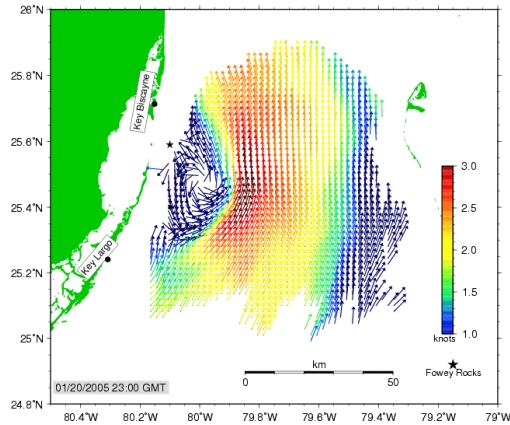 26°N
25.8°N
25.6°N
25.4°N
25.2°N
25°N
24.8°N
Key Biscayne
Key Largo
3.0
2.5
2.0
1.5
1.0
knots
km
0 50
Fowey Rocks
01/20/2005 23:00 GMT
80.4°W 80.2°W 80°W 79.8°W 79.6°W 79.4°W 79.2°W 79°W